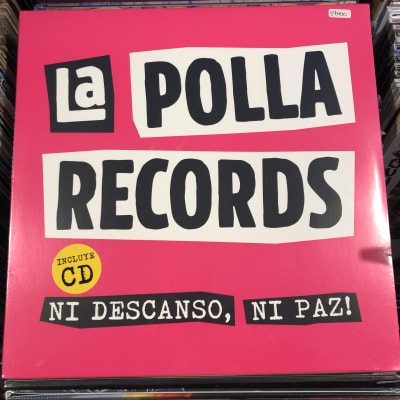 La POLLA
RECORDS
INCLUYE
CD
NI DESCANSO, NI PAZ!